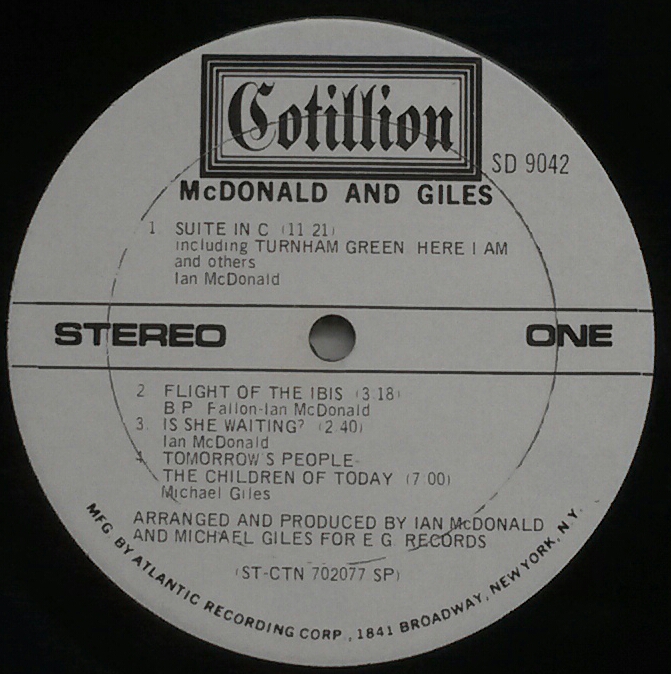 Cotillion
SD 9042
McDONALD AND GILES
1 SUITE IN C (11 21)
including TURNHAM GREEN HERE I AM
and others
Ian McDonald
STEREO ONE
2 FLIGHT OF THE IBIS (3:18)
B P Fallon-Ian McDonald
3. IS SHE WAITING? (2 40)
Ian McDonald
4. TOMORROW'S PEOPLE-
THE CHILDREN OF TODAY (7 00)
Michael Giles
ARRANGED AND PRODUCED BY IAN McDONALD
AND MICHAEL GILES FOR E G RECORDS
(ST-CTN 702077 SP)
MFG. BY ATLANTIC RECORDING CORP., 1841 BROADWAY, NEW YORK, N.Y.